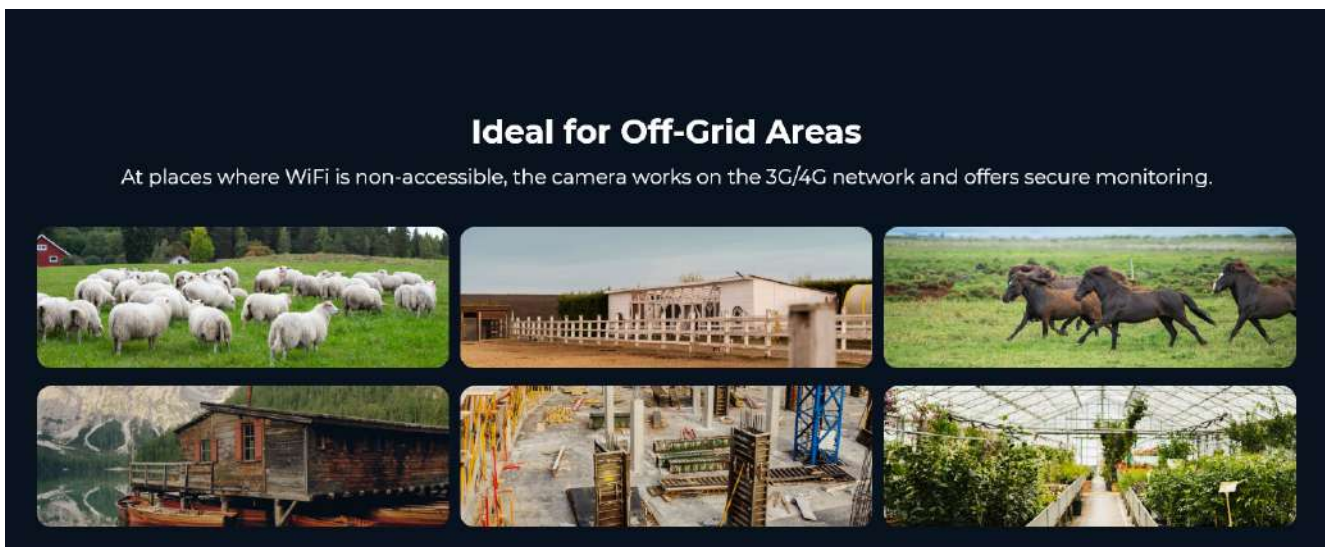 Ideal for Off-Grid Areas
At places where WiFi is non-accessible, the camera works on the 3G/4G network and offers secure monitoring.